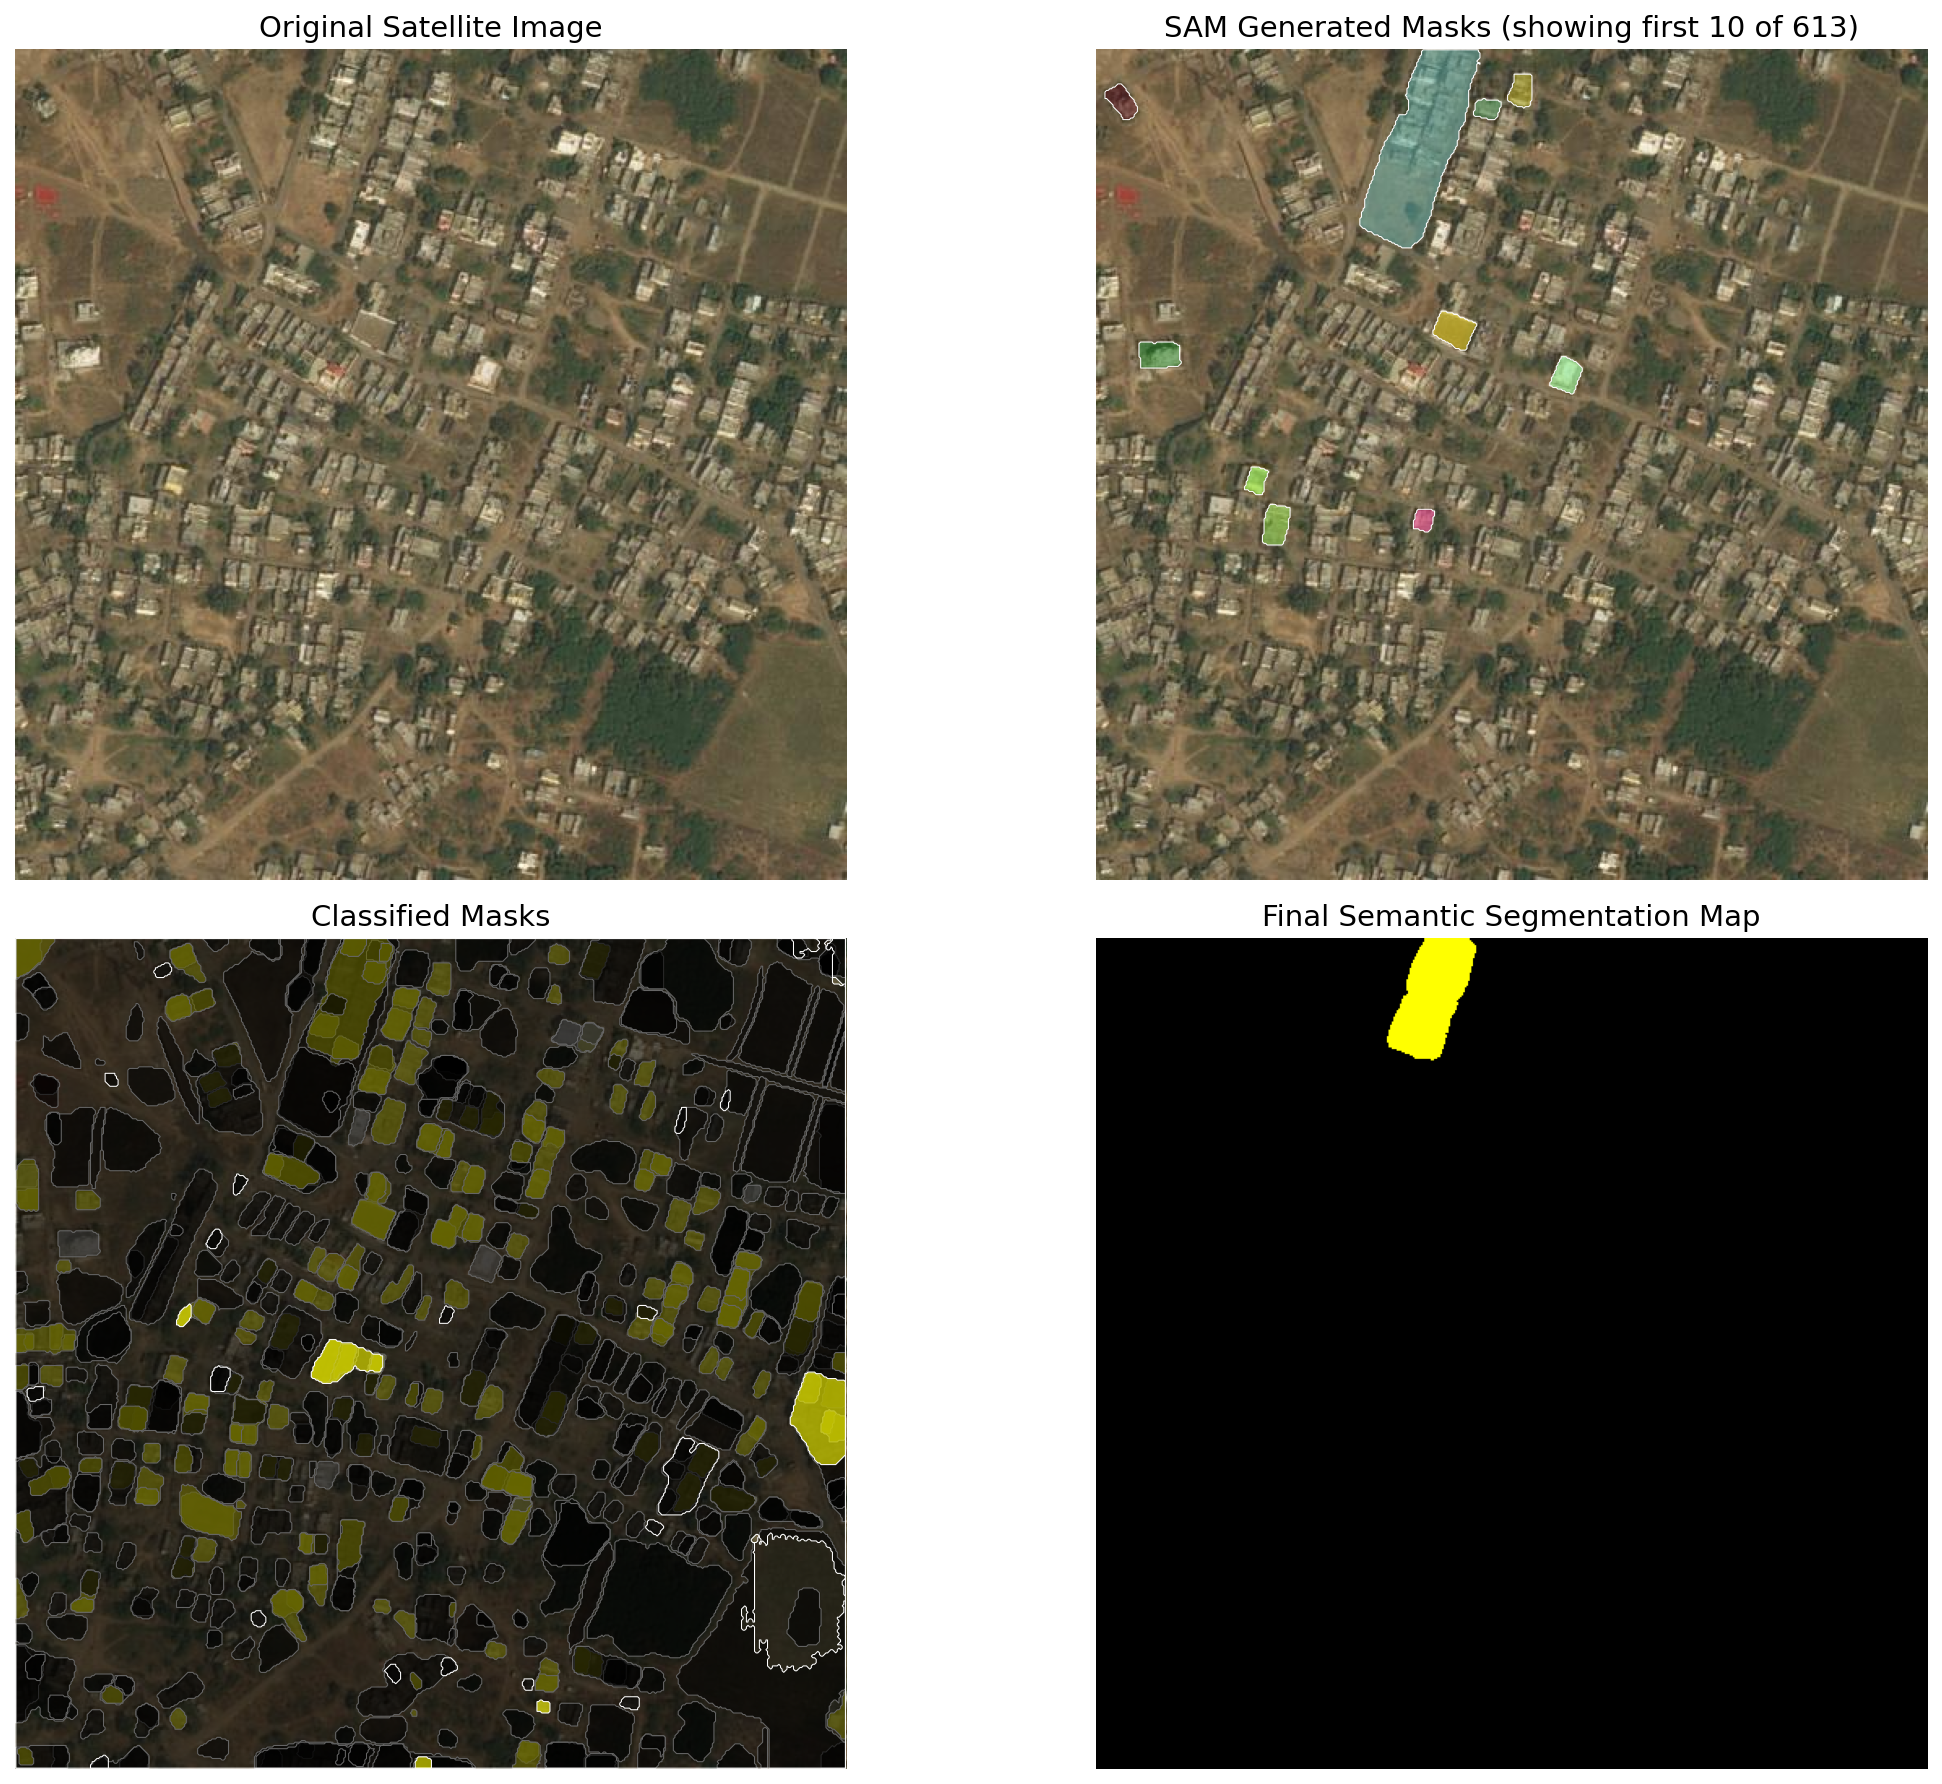 Original Satellite Image
SAM Generated Masks (showing first 10 of 613)
Classified Masks
Final Semantic Segmentation Map